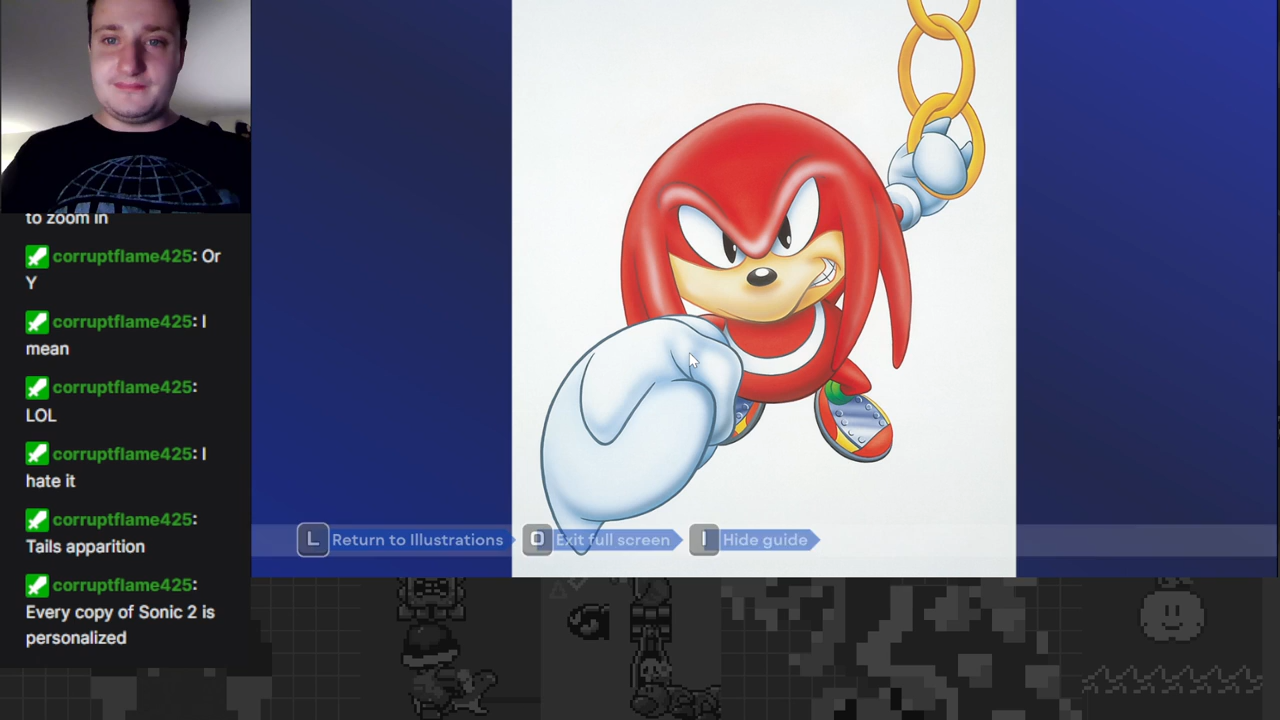 to zoom in
corruptflame425: Or
Y
corruptflame425: I
mean
corruptflame425:
LOL
corruptflame425: I
hate it
corruptflame425:
Tails apparition
corruptflame425:
Every copy of Sonic 2 is
personalized
L Return to Illustrations O Exit full screen I Hide guide